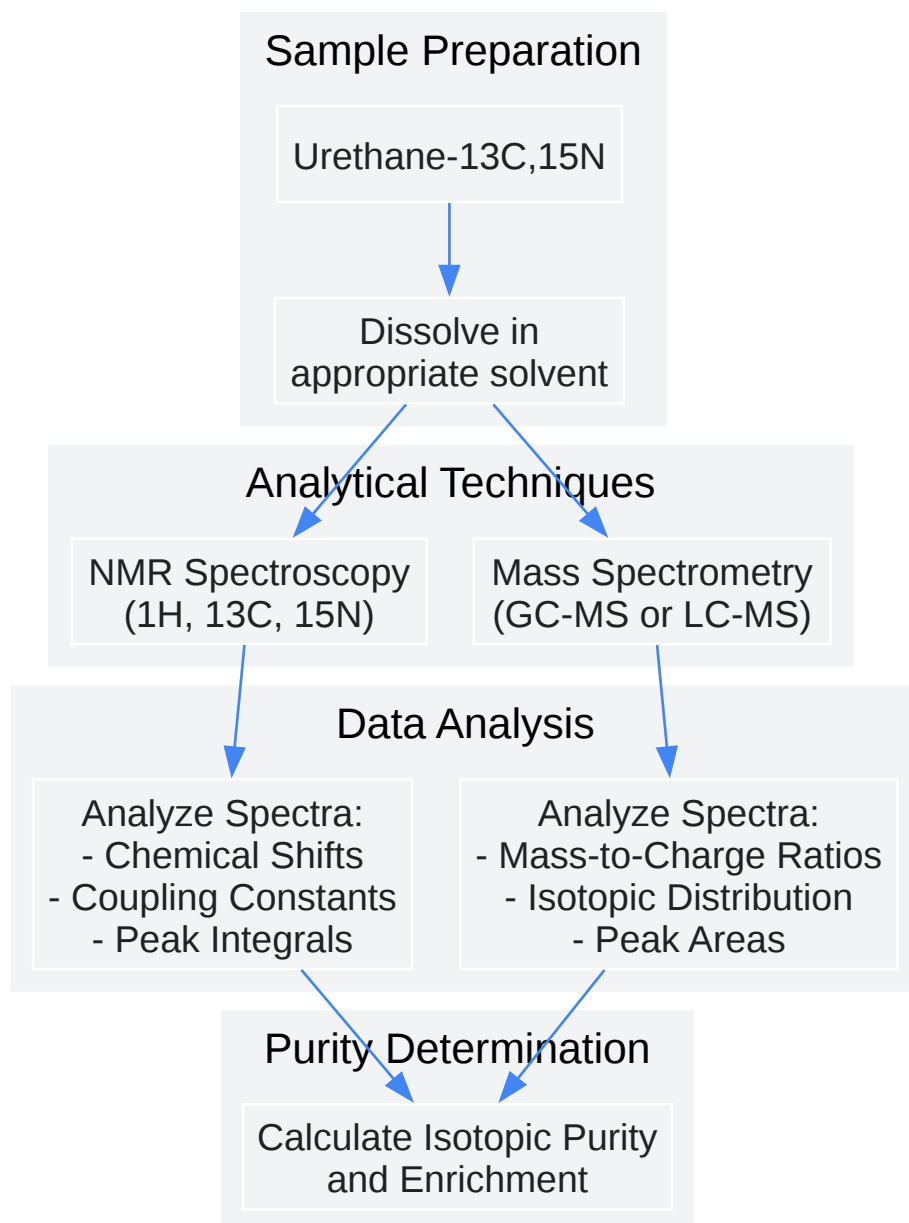 Sample Preparation
Urethane-13C,15N
Dissolve in
appropriate solvent
Analytical Techniques
NMR Spectroscopy
(1H, 13C, 15N)
Mass Spectrometry
(GC-MS or LC-MS)
Data Analysis
Analyze Spectra:
- Chemical Shifts
- Coupling Constants
- Peak Integrals
Analyze Spectra:
- Mass-to-Charge Ratios
- Isotopic Distribution
- Peak Areas
Purity Determination
Calculate Isotopic Purity
and Enrichment